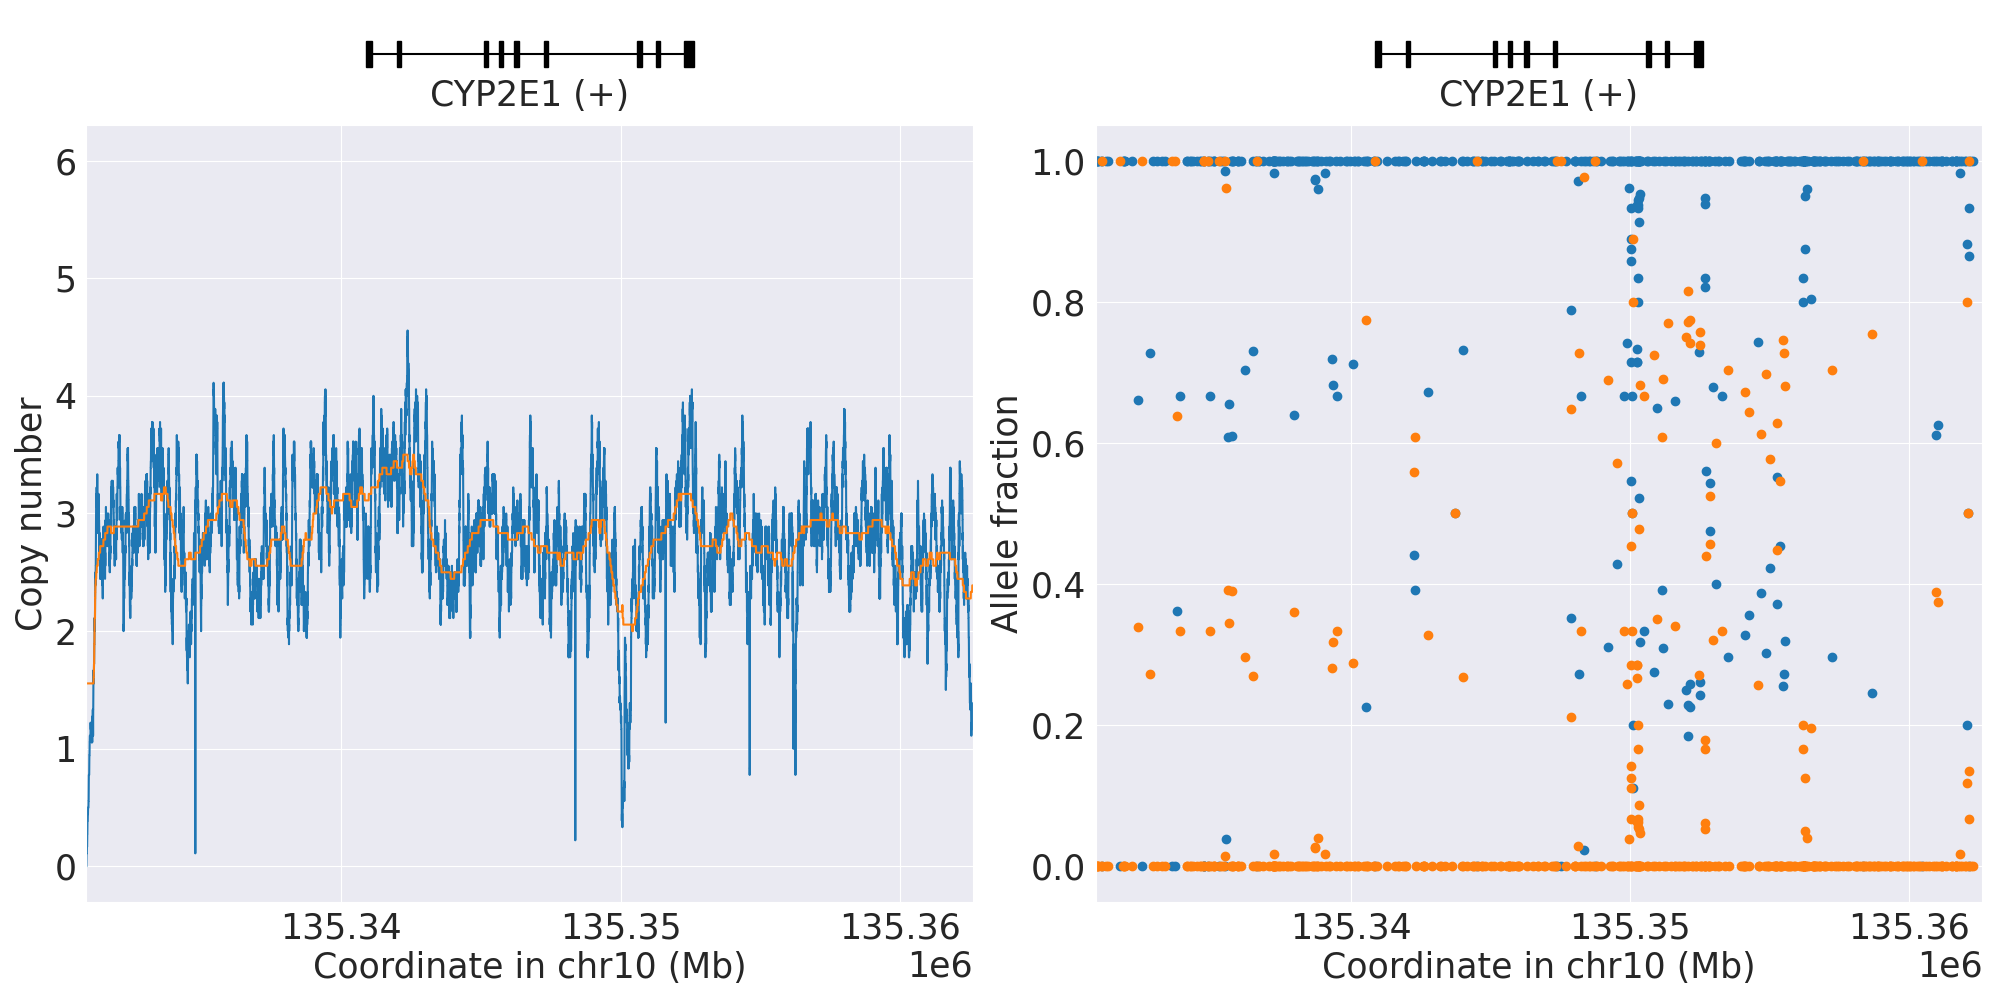 CYP2E1 (+)
6
5
4
3
2
1
0
Copy number
135.34 135.35 135.36
Coordinate in chr10 (Mb) 1e6
CYP2E1 (+)
1.0
0.8
0.6
0.4
0.2
0.0
Allele fraction
135.34 135.35 135.36
Coordinate in chr10 (Mb) 1e6